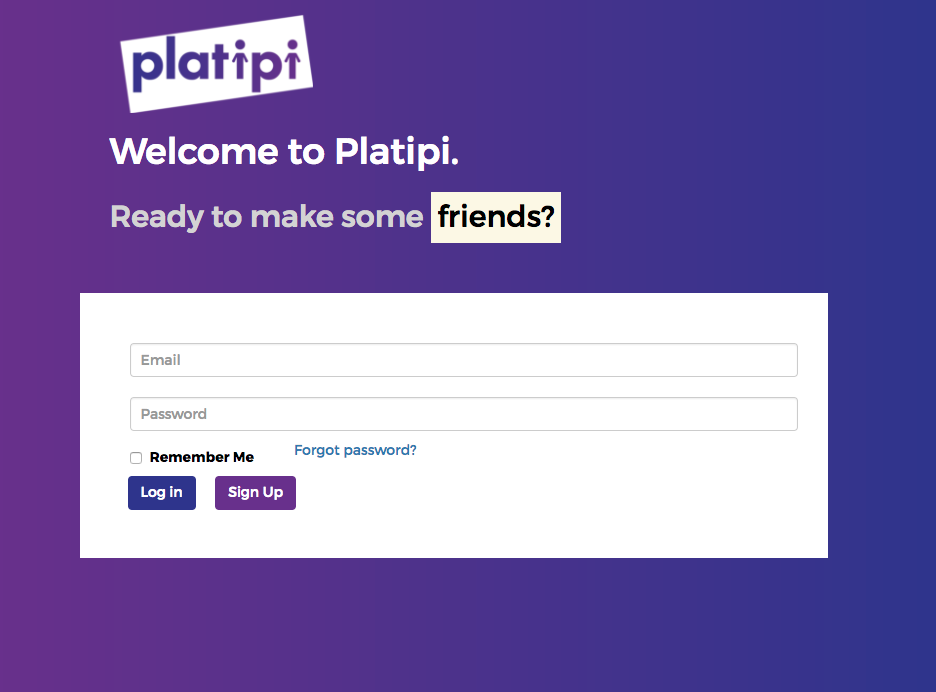 platipi
Welcome to Platipi.
Ready to make some friends?
Email
Password
Remember Me Forgot password?
Log in Sign Up